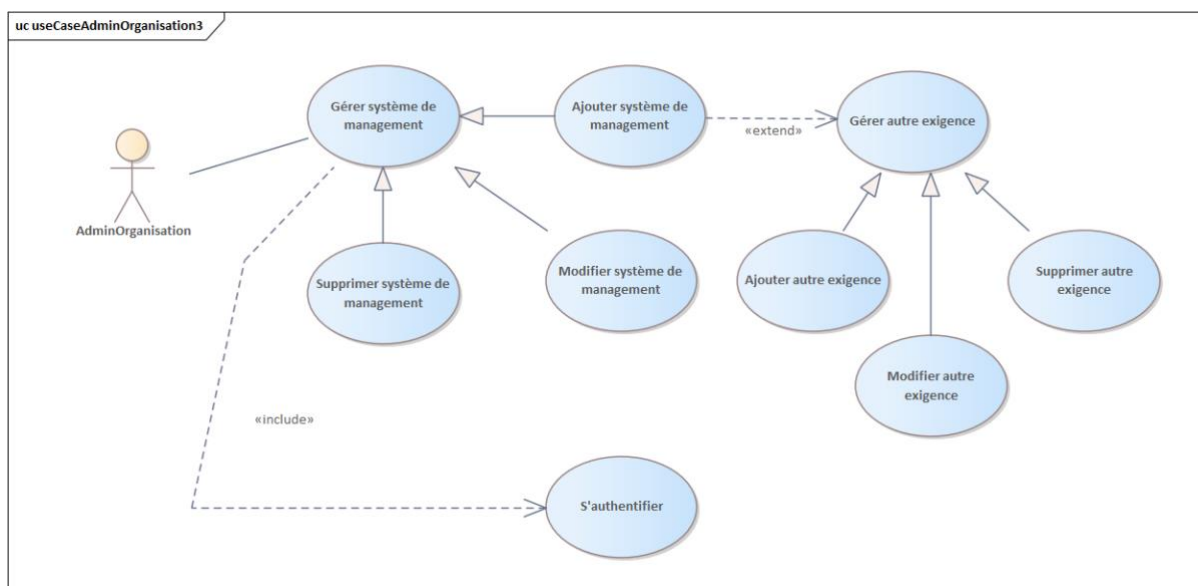 uc useCaseAdminOrganisation3
Gérer système de
management
Ajouter système de
management
«extend»
Gérer autre exigence
AdminOrganisation
Supprimer système de
management
Modifier système de
management
Ajouter autre exigence
Supprimer autre
exigence
Modifier autre
exigence
«include»
S'authentifier